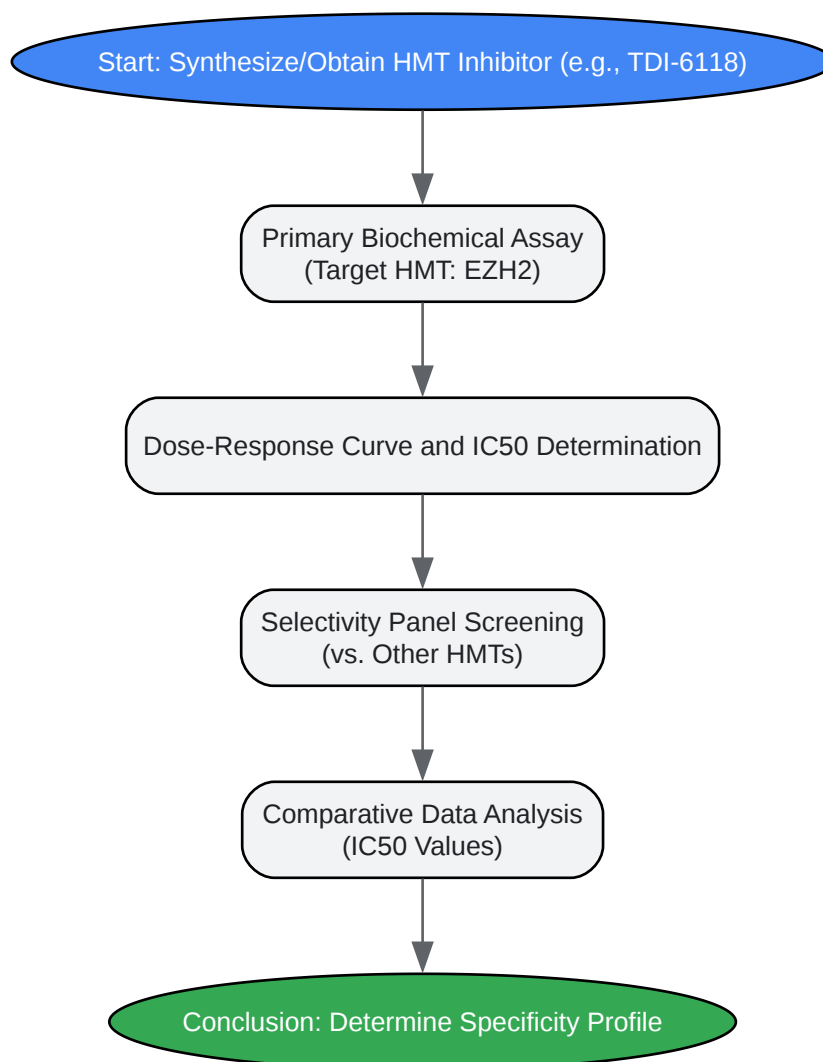 Start: Synthesize/Obtain HMT Inhibitor (e.g., TDI-6118)
Primary Biochemical Assay
(Target HMT: EZH2)
Dose-Response Curve and IC50 Determination
Selectivity Panel Screening
(vs. Other HMTs)
Comparative Data Analysis
(IC50 Values)
Conclusion: Determine Specificity Profile